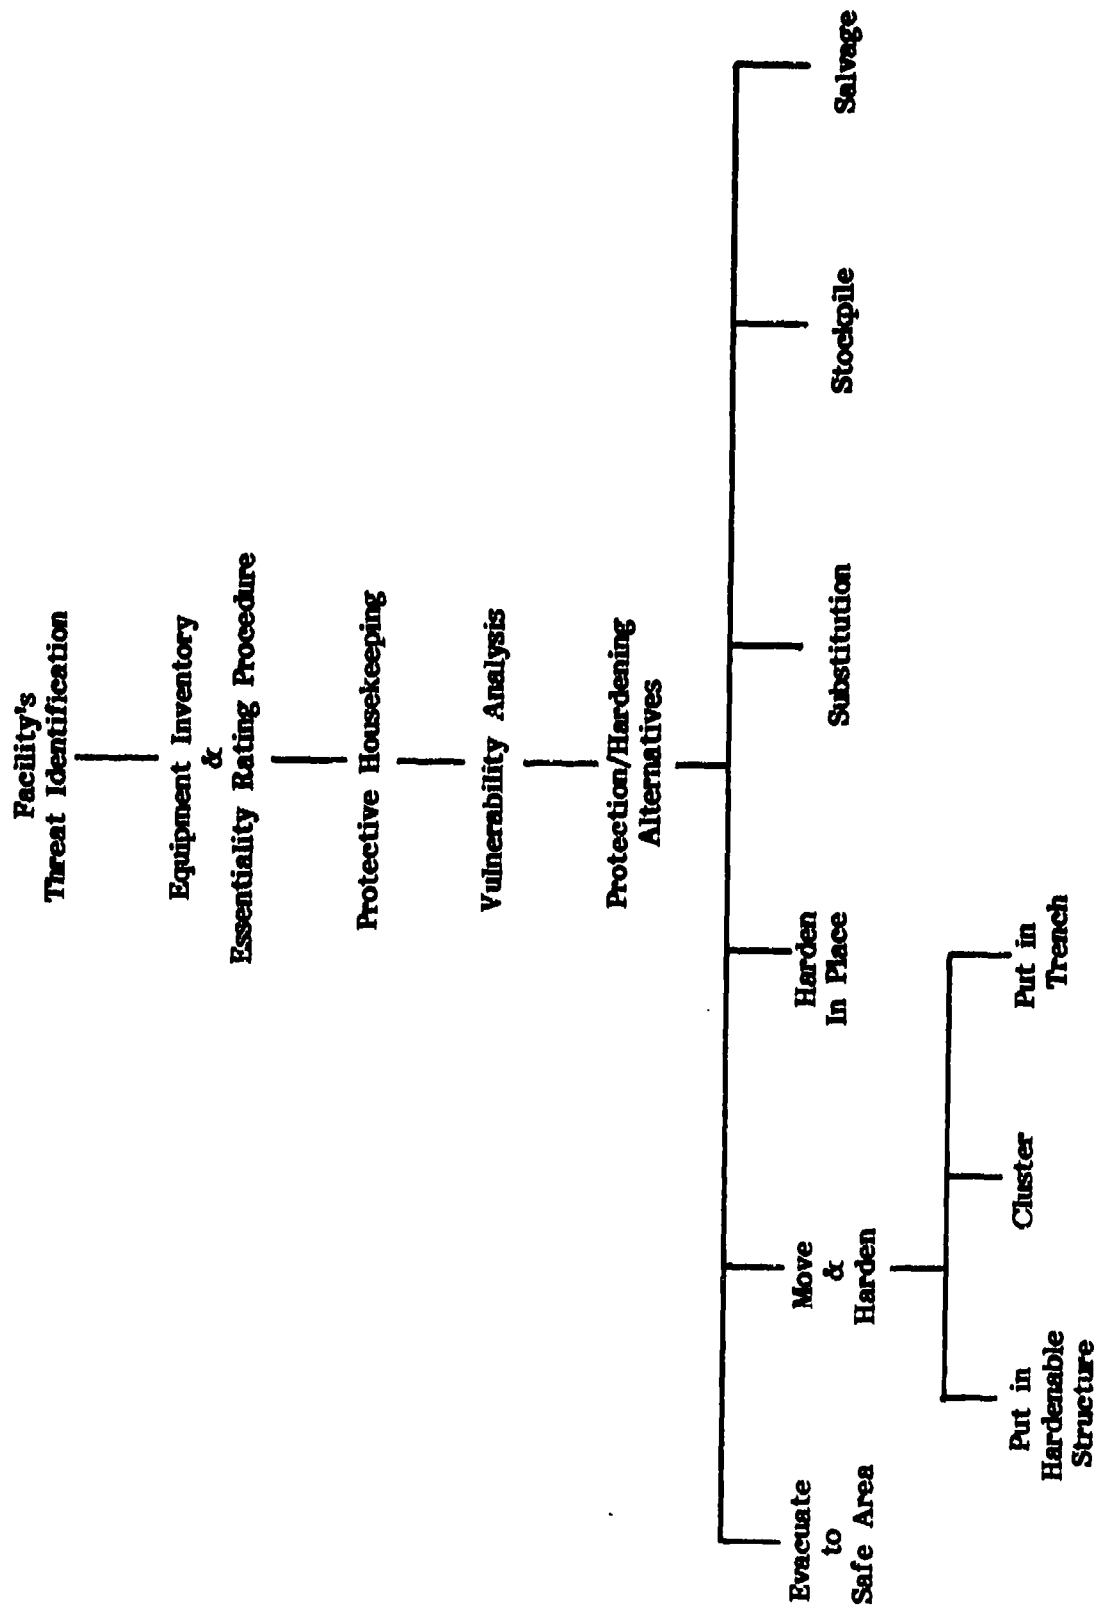 Facility's
Threat Identification
Equipment Inventory
&
Essentiality Rating Procedure
Protective Housekeeping
Vulnerability Analysis
Protection/Hardening
Alternatives
Evacuate
to
Safe Area
Move
&
Harden
Harden
In Place
Substitution
Stockpile
Salvage
Put in
Hardenable
Structure
Cluster
Put in
Trench